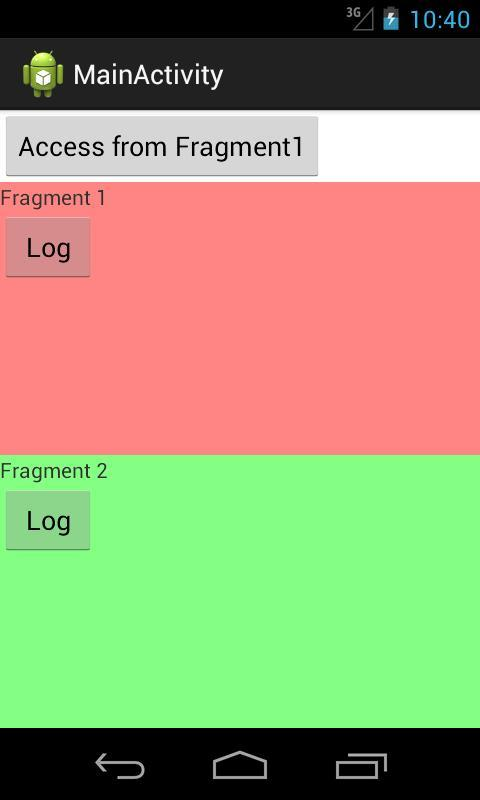 3G 10:40
MainActivity
Access from Fragment1
Fragment 1
Log
Fragment 2
Log